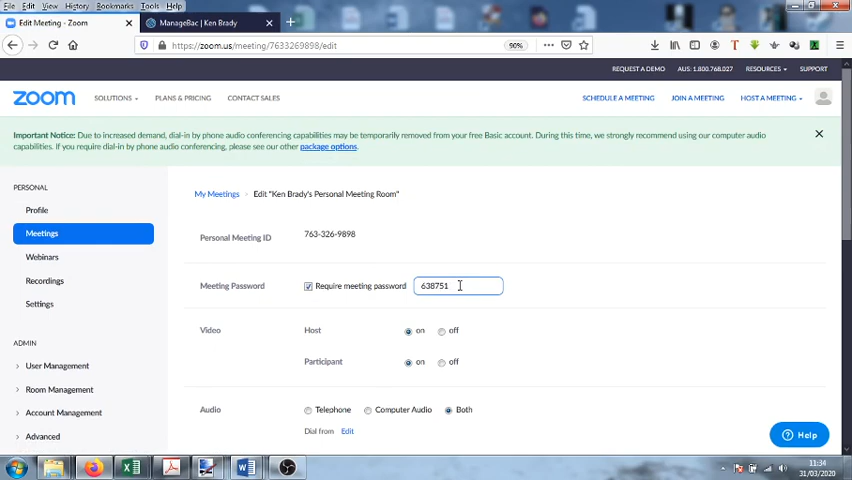 File Edit View History Bookmarks Tools Help
Edit Meeting - Zoom
ManageBac | Ken Brady
https://zoom.us/meeting/7633269898/edit
90%
REQUEST A DEMO AUS: 1.800.768.027 RESOURCES SUPPORT
zoom SOLUTIONS PLANS & PRICING CONTACT SALES SCHEDULE A MEETING JOIN A MEETING HOST A MEETING
Important Notice: Due to increased demand, dial-in by phone audio conferencing capabilities may be temporarily removed from your free Basic account. During this time, we strongly recommend using our computer audio
capabilities. If you require dial-in by phone audio conferencing, please see our other package options.
PERSONAL
Profile
Meetings
Webinars
Recordings
Settings
ADMIN
User Management
Room Management
Account Management
Advanced
My Meetings > Edit "Ken Brady's Personal Meeting Room"
Personal Meeting ID 763-326-9898
Meeting Password Require meeting password 638751
Video Host on off
Participant on off
Audio Telephone Computer Audio Both
Dial from Edit
Help
11:34
31/03/2020